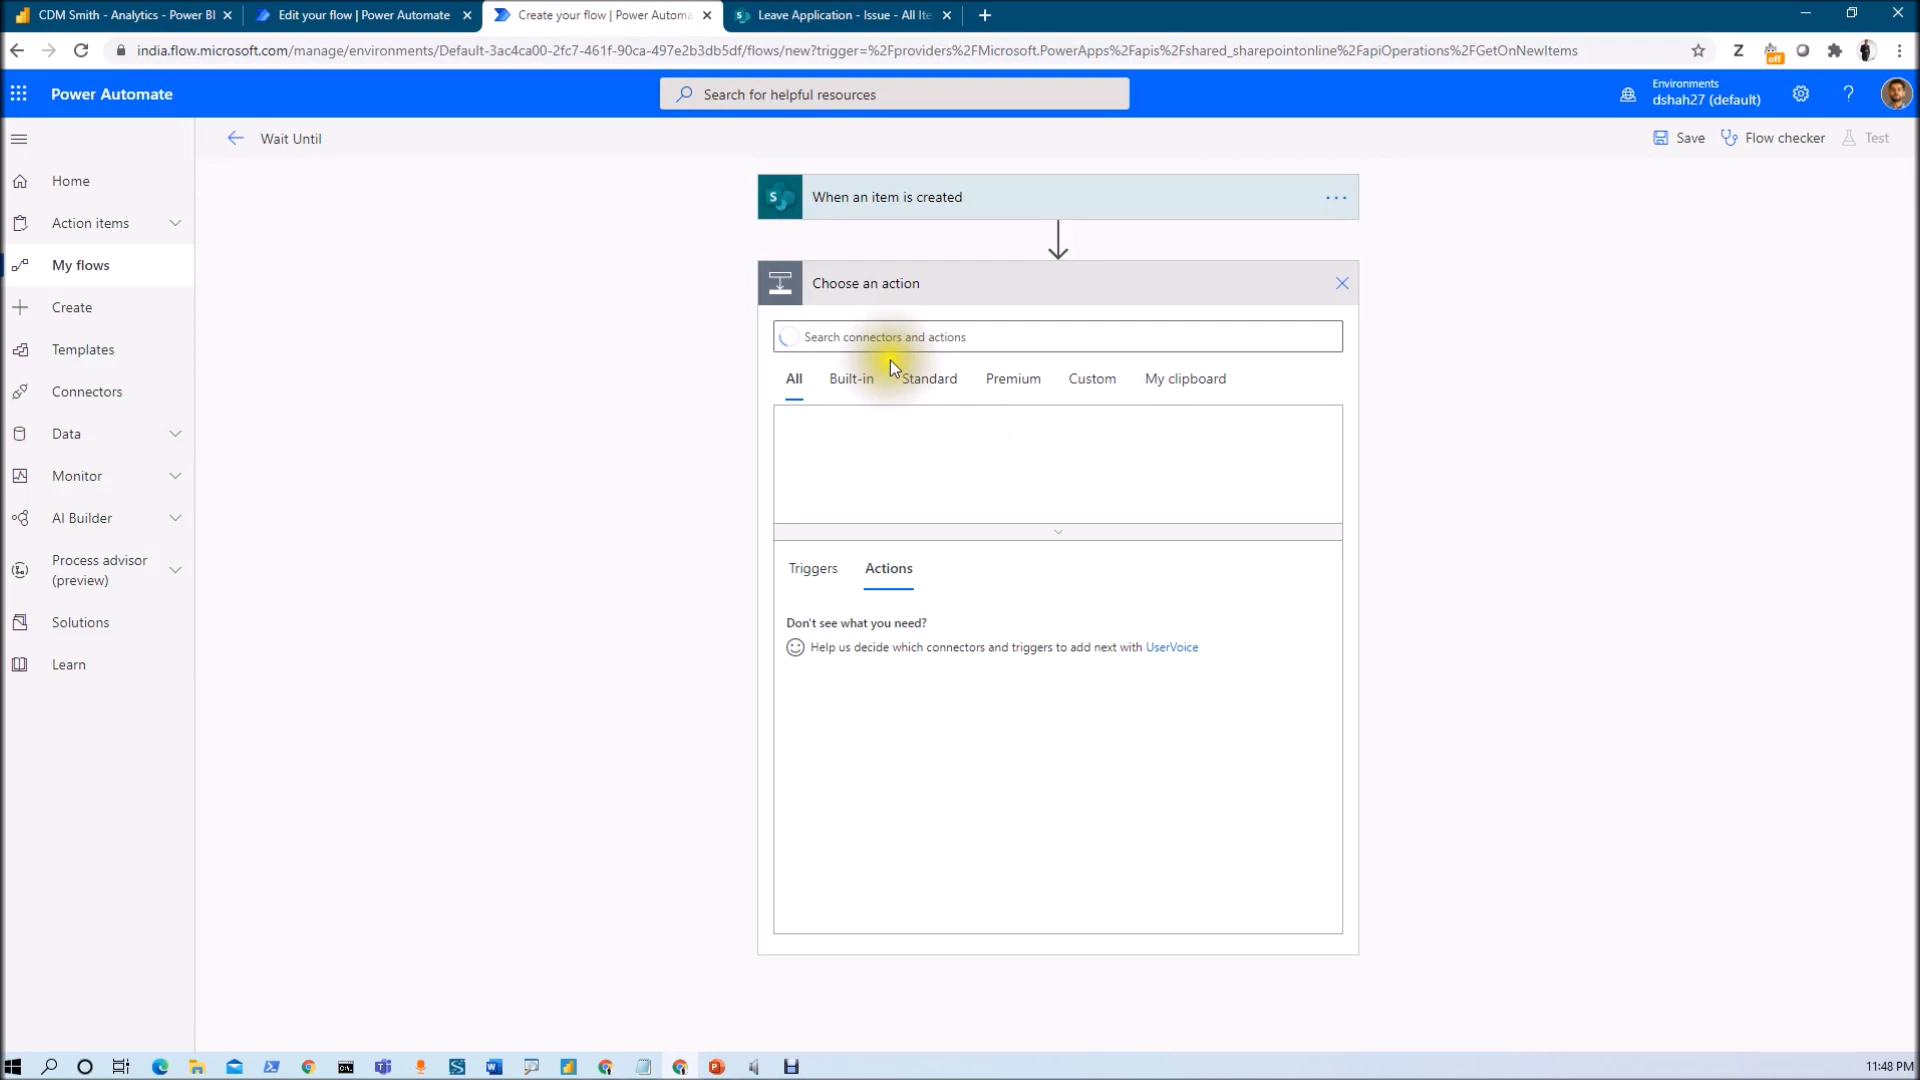 CDM Smith - Analytics - Power BI
Edit your flow | Power Automate
Create your flow | Power Automa
Leave Application - Issue - All Ite
india.flow.microsoft.com/manage/environments/Default-3ac4ca00-2fc7-461f-90ca-497e2b3db5df/flows/new?trigger=%2Fproviders%2FMicrosoft.PowerApps%2Fapis%2Fshared_sharepointonline%2FapiOperations%2FGetOnNewItems
Z
off
Power Automate
Search for helpful resources
Environments
dshah27 (default)
?
Wait Until
Save
Flow checker
Test
Home
Action items
My flows
Create
Templates
Connectors
Data
Monitor
AI Builder
Process advisor
(preview)
Solutions
Learn
When an item is created
Choose an action
Search connectors and actions
All
Built-in
Standard
Premium
Custom
My clipboard
Triggers
Actions
Don't see what you need?
Help us decide which connectors and triggers to add next with UserVoice
11:48 PM